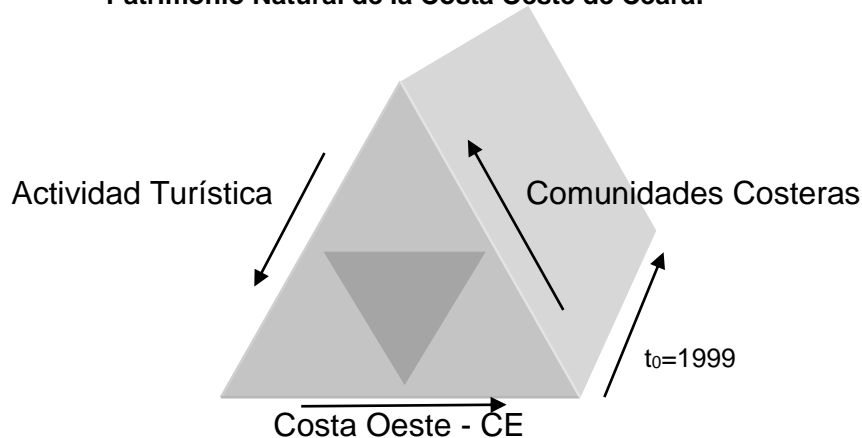 Patrimonio Natural de la Costa Oeste de Ceará.
Actividad Turística
Comunidades Costeras
t0=1999
Costa Oeste - CE